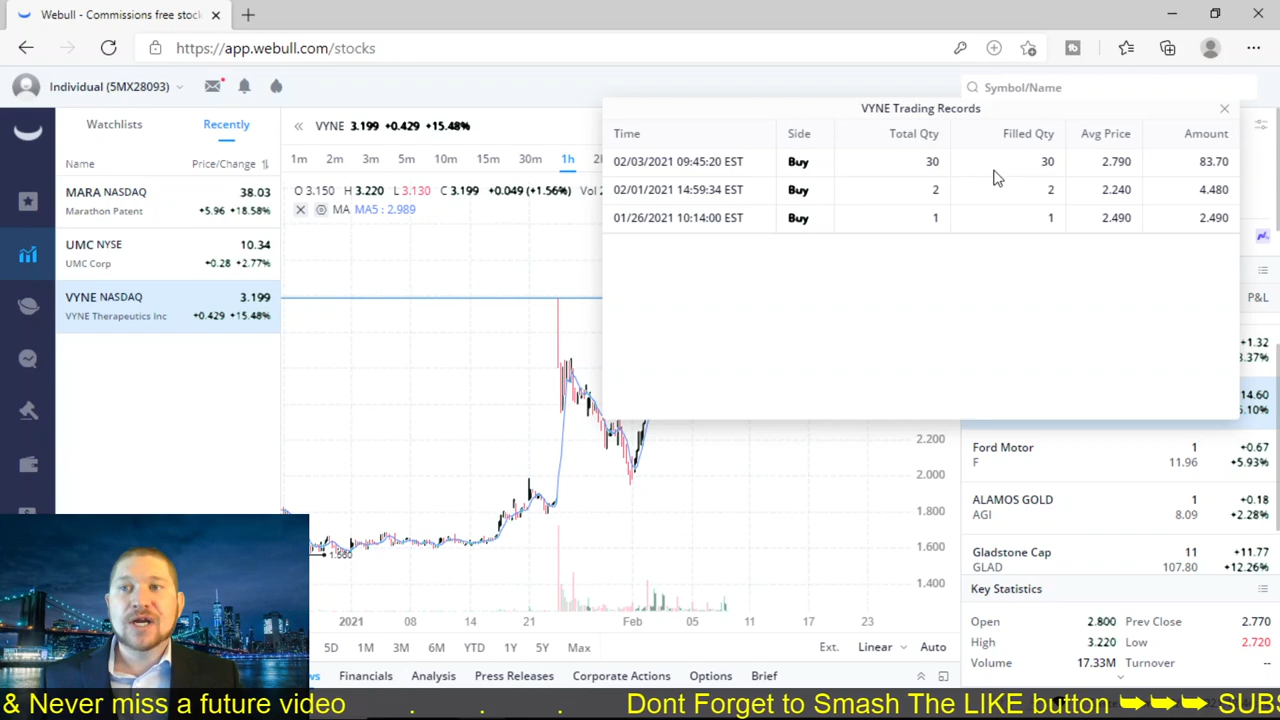 Webull - Commissions free stock
https://app.webull.com/stocks
Individual (5MX28093)
Symbol/Name
Watchlists
Recently
Name
Price/Change
MARA NASDAQ
38.03
Marathon Patent
+5.96 +18.58%
UMC NYSE
10.34
UMC Corp
+0.28 +2.77%
VYNE NASDAQ
3.199
VYNE Therapeutics Inc
+0.429 +15.48%
VYNE 3.199 +0.429 +15.48%
1m 2m 3m 5m 10m 15m 30m 1h
O 3.150 H 3.220 L 3.130 C 3.199 +0.049 (+1.56%) Vol
MA MA5: 2.989
VYNE Trading Records
Time Side Total Qty Filled Qty Avg Price Amount
02/03/2021 09:45:20 EST Buy 30 30 2.790 83.70
02/01/2021 14:59:34 EST Buy 2 2 2.240 4.480
01/26/2021 10:14:00 EST Buy 1 1 2.490 2.490
P&L
+1.32
Ford Motor 1 +0.67
F 11.96 +5.93%
ALAMOS GOLD 1 +0.18
AGI 8.09 +2.28%
Gladstone Cap 11 +11.77
GLAD 107.80 +12.26%
2.200
2.000
1.800
1.600
1.400
2021 08 14 21 Feb 05 11 17 23
5D 1M 3M 6M YTD 1Y 5Y Max
Ext. Linear Auto
Financials Analysis Press Releases Corporate Actions Options Brief
Key Statistics
Open 2.800 Prev Close 2.770
High 3.220 Low 2.720
Volume 17.33M Turnover --
& Never miss a future video . . . Dont Forget to Smash The LIKE button ➥➥➥ SUBS